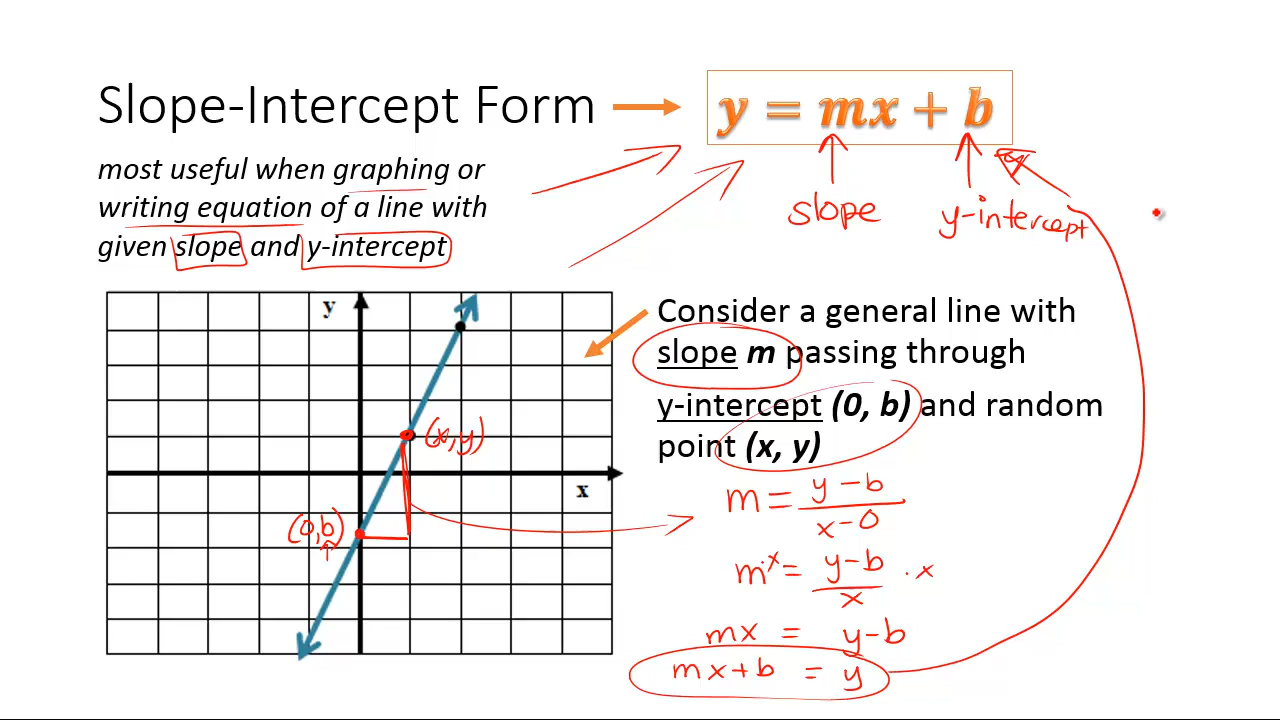 Slope-Intercept Form
y = mx + b
most useful when graphing or
writing equation of a line with
given slope and y-intercept
slope
y-intercept
y
x
(x,y)
(0,b)
Consider a general line with
slope m passing through
y-intercept (0, b) and random
point (x, y)
m = y-b / x-0
m·x = y-b / x · x
mx = y-b
mx+b = y